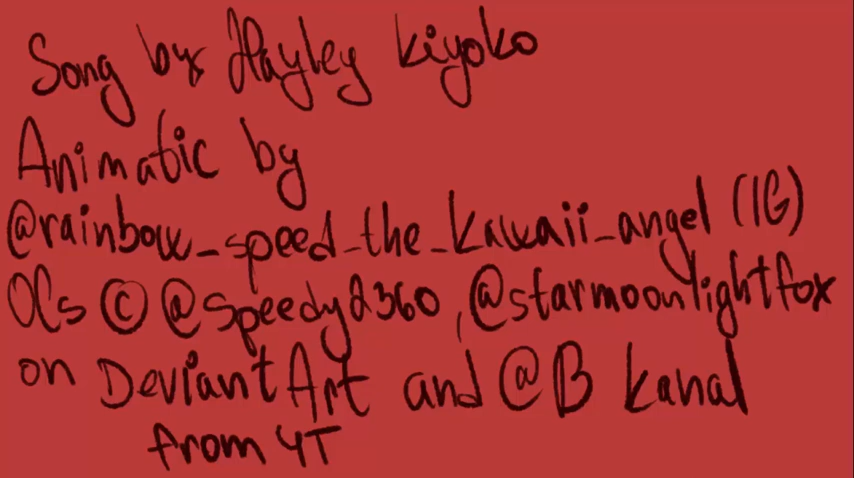 Song by Hayley Kiyoko
Animatic by
@rainbow_speed_the_kawaii_angel (IG)
OCs © @speedy2360, @starmoonlightfox
on DeviantArt and @B kanal
from YT